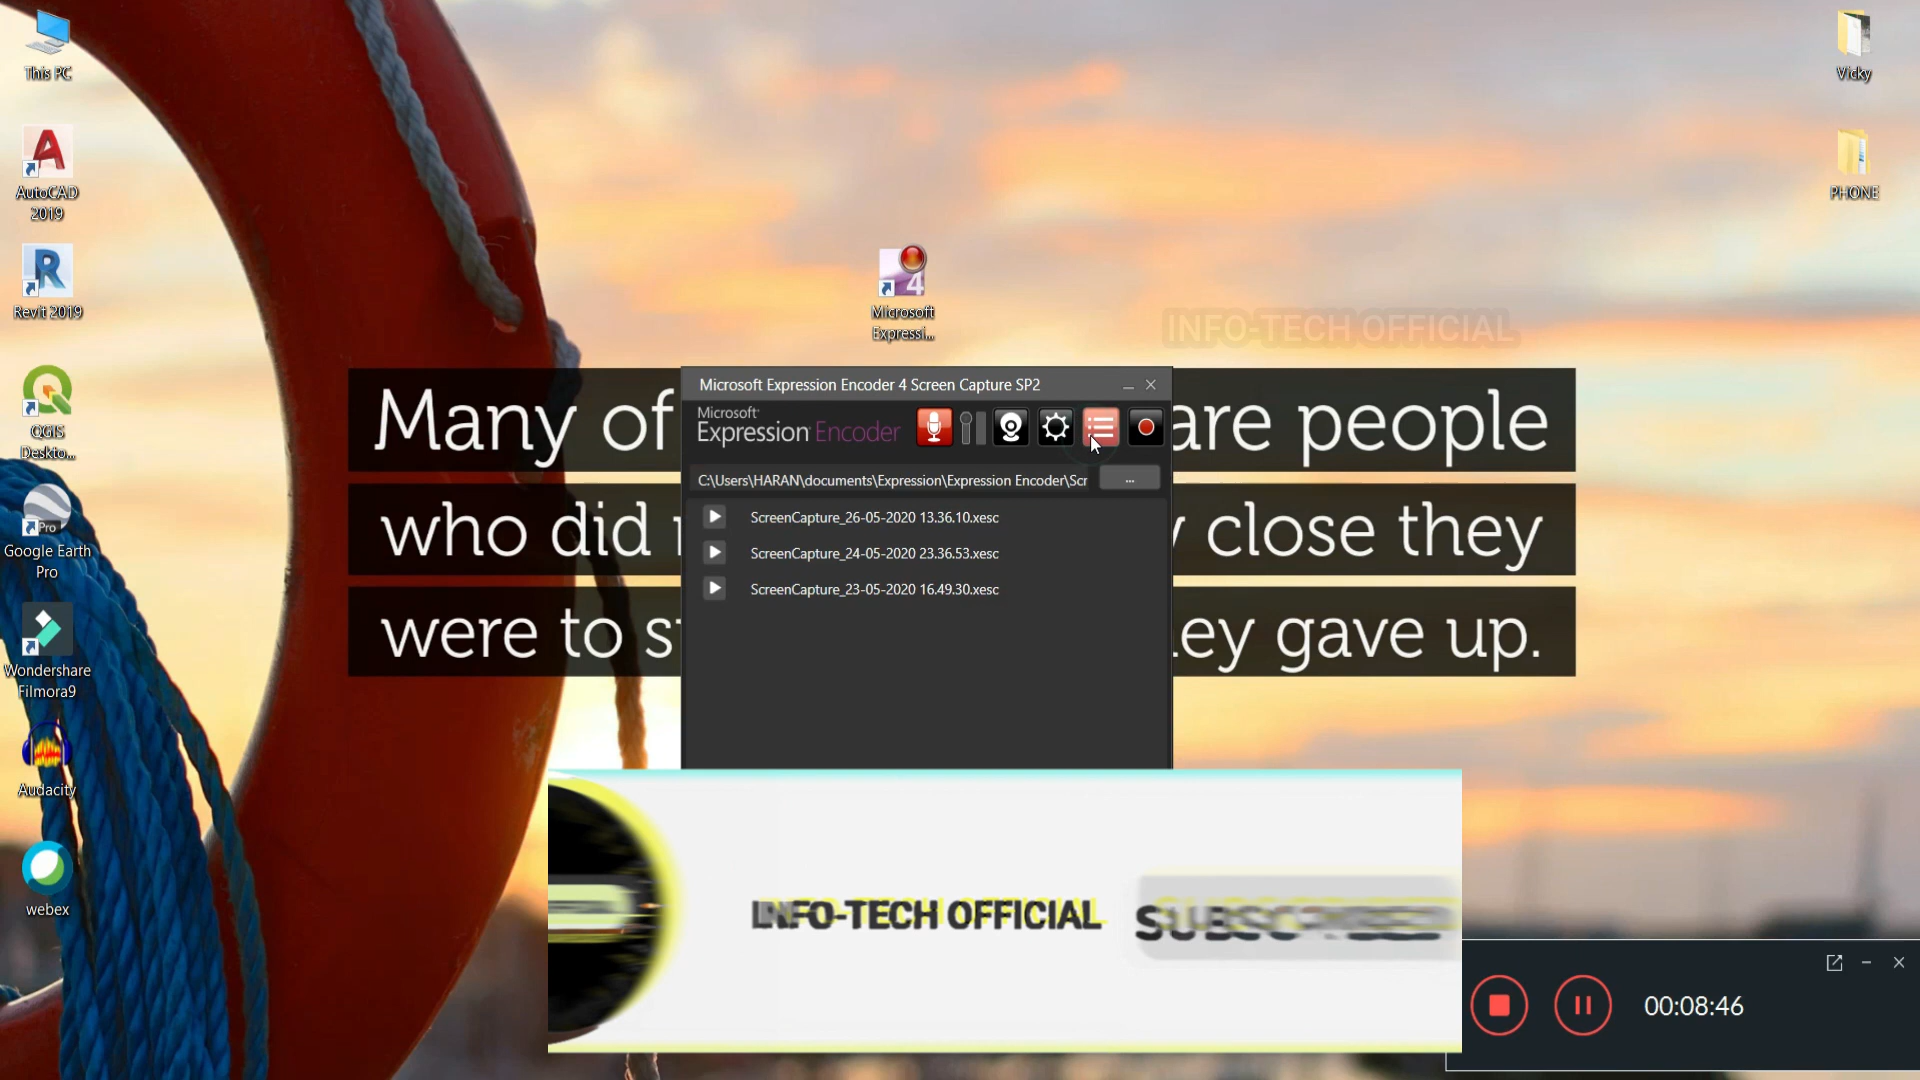 This PC
AutoCAD
2019
Revit 2019
QGIS
Deskto...
Pro
Google Earth
Pro
Wondershare
Filmora9
Audacity
webex
Vicky
PHONE
4
Microsoft
Expressi...
INFO-TECH OFFICIAL
Many of are people
who did close they
were to ey gave up.
Microsoft Expression Encoder 4 Screen Capture SP2
Microsoft
Expression Encoder
C:\Users\HARAN\documents\Expression\Expression Encoder\Scr
...
ScreenCapture_26-05-2020 13.36.10.xesc
ScreenCapture_24-05-2020 23.36.53.xesc
ScreenCapture_23-05-2020 16.49.30.xesc
INFO-TECH OFFICIAL
00:08:46